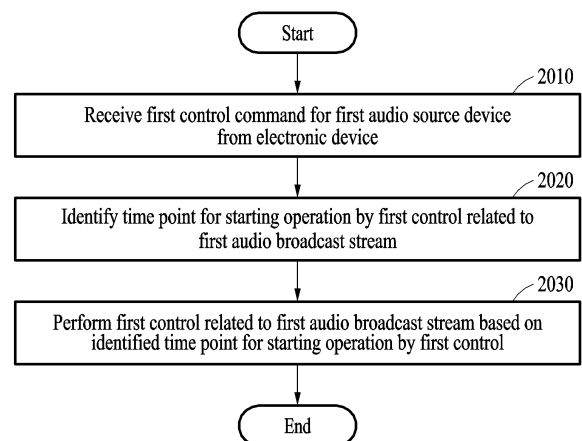 Start
2010
Receive first control command for first audio source device
from electronic device
2020
Identify time point for starting operation by first control related to
first audio broadcast stream
2030
Perform first control related to first audio broadcast stream based on
identified time point for starting operation by first control
End